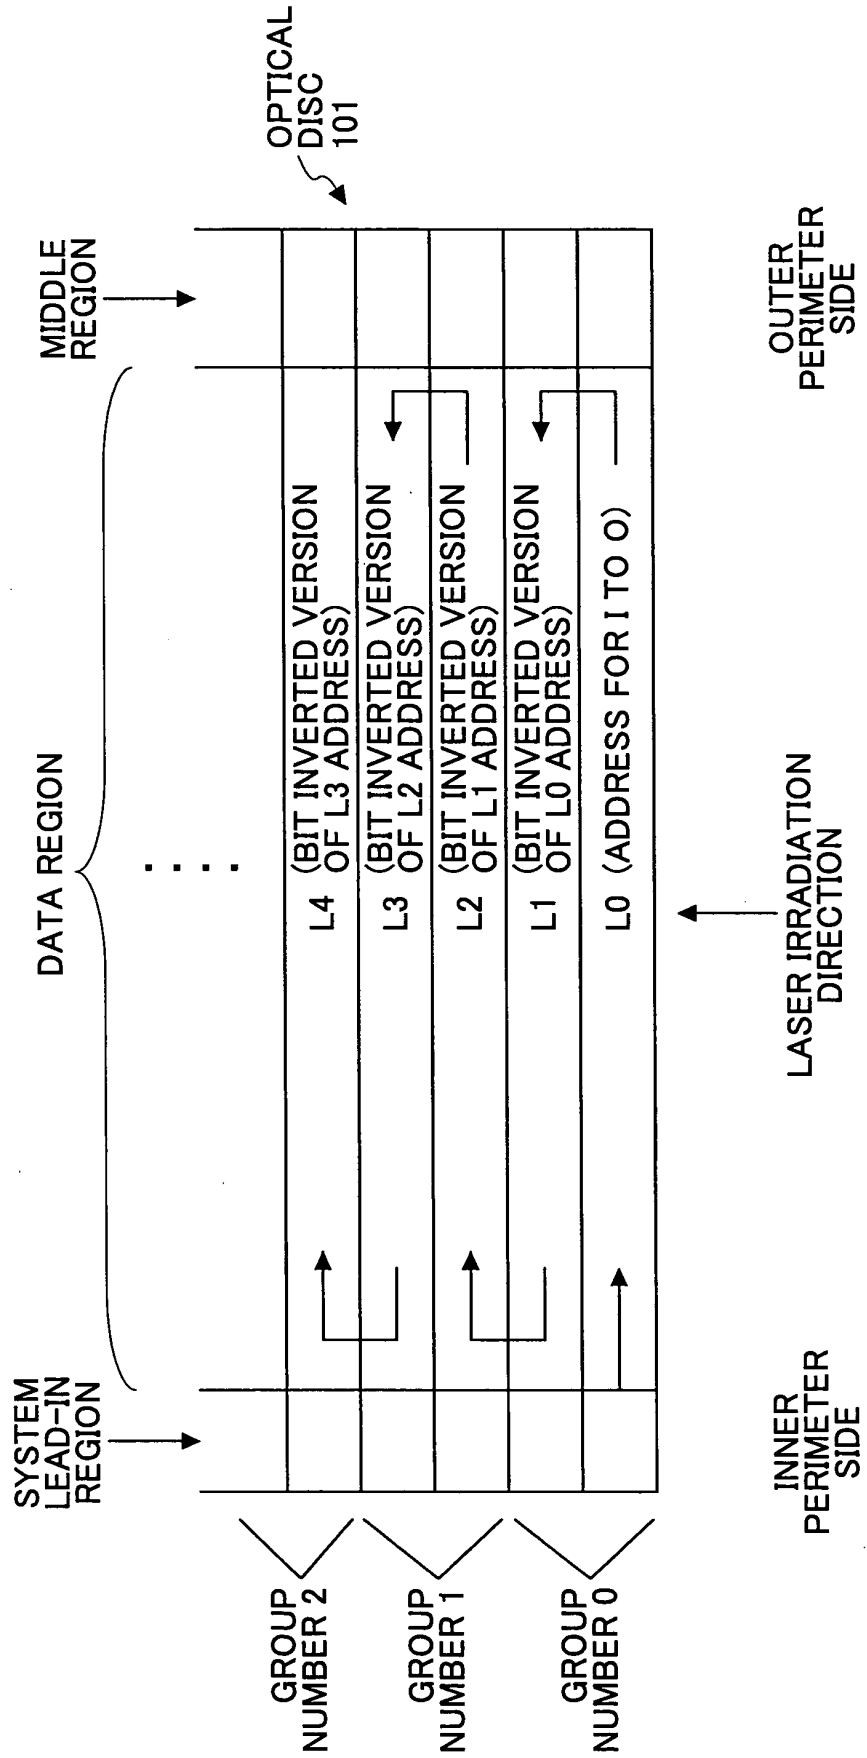 SYSTEM
LEAD-IN
REGION
DATA REGION
MIDDLE
REGION
OPTICAL
DISC
101
GROUP
NUMBER 2
L4
(BIT INVERTED VERSION
OF L3 ADDRESS)
L3
(BIT INVERTED VERSION
OF L2 ADDRESS)
GROUP
NUMBER 1
L2
(BIT INVERTED VERSION
OF L1 ADDRESS)
L1
(BIT INVERTED VERSION
OF L0 ADDRESS)
GROUP
NUMBER 0
L0 (ADDRESS FOR I TO O)
INNER
PERIMETER
SIDE
LASER IRRADIATION
DIRECTION
OUTER
PERIMETER
SIDE